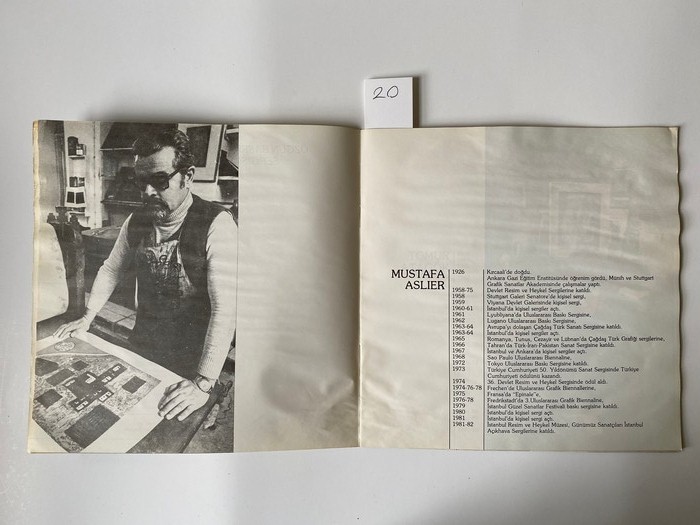 20
MUSTAFA
ASLIER
1926 Kırcaali'de doğdu.
Ankara Gazi Eğitim Enstitüsünde öğrenim gördü, Münih ve Stuttgart
Grafik Sanatlar Akademisinde çalışmalar yaptı.
1958-75 Devlet Resim ve Heykel Sergilerine katıldı.
1958 Stuttgart Galeri Senatore'de kişisel sergi,
1959 Viyana Devlet Galerisinde kişisel sergi,
1960-61 İstanbul'da kişisel sergiler açtı.
1961 Lyubliyana'da Uluslararası Baskı Sergisine,
1962 Lugano Uluslararası Baskı Sergisine,
1963-64 Avrupa'yı dolaşan Çağdaş Türk Sanatı Sergisine katıldı.
1963-64 İstanbul'da kişisel sergiler açtı.
1965 Romanya, Tunus, Cezayir ve Lübnan'da Çağdaş Türk Grafiği sergilerine,
1966 Tahran'da Türk-İran-Pakistan Sanat Sergisine katıldı.
1967 İstanbul ve Ankara'da kişisel sergiler açtı.
1968 Sao Paulo Uluslararası Biennaline,
1972 Tokyo Uluslararası Baskı Sergisine katıldı.
1973 Türkiye Cumhuriyeti 50. Yıldönümü Sanat Sergisinde Türkiye
Cumhuriyeti ödülünü kazandı.
1974 36. Devlet Resim ve Heykel Sergisinde ödül aldı.
1974-76-78 Frechen'de Uluslararası Grafik Biennallerine,
1975 Fransa'da "Epinale"e,
1976-78 Fredrikstad'da 3.Uluslararası Grafik Biennaline,
1979 İstanbul Güzel Sanatlar Festivali baskı sergisine katıldı.
1980 İstanbul'da kişisel sergi açtı.
1981 İstanbul'da kişisel sergi açtı.
1981-82 İstanbul Resim ve Heykel Müzesi, Günümüz Sanatçıları İstanbul
Açıkhava Sergilerine katıldı.